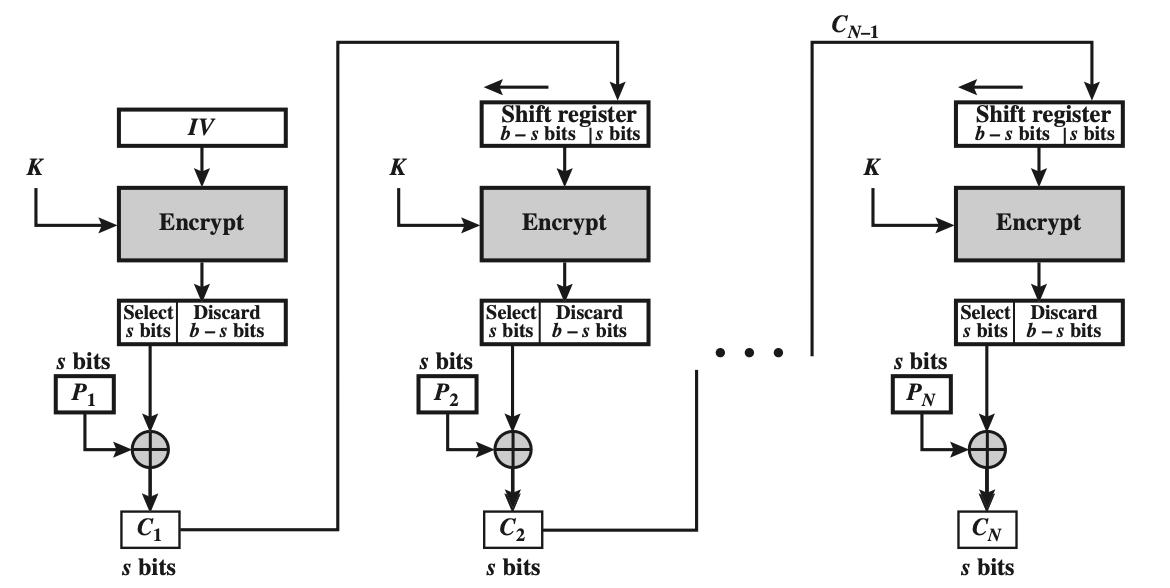 C_{N–1}
IV
Shift register
b – s bits | s bits
Shift register
b – s bits | s bits
K
K
K
Encrypt
Encrypt
Encrypt
Select
s bits
Discard
b – s bits
Select
s bits
Discard
b – s bits
Select
s bits
Discard
b – s bits
s bits
P_1
s bits
P_2
• • •
s bits
P_N
C_1
s bits
C_2
s bits
C_N
s bits